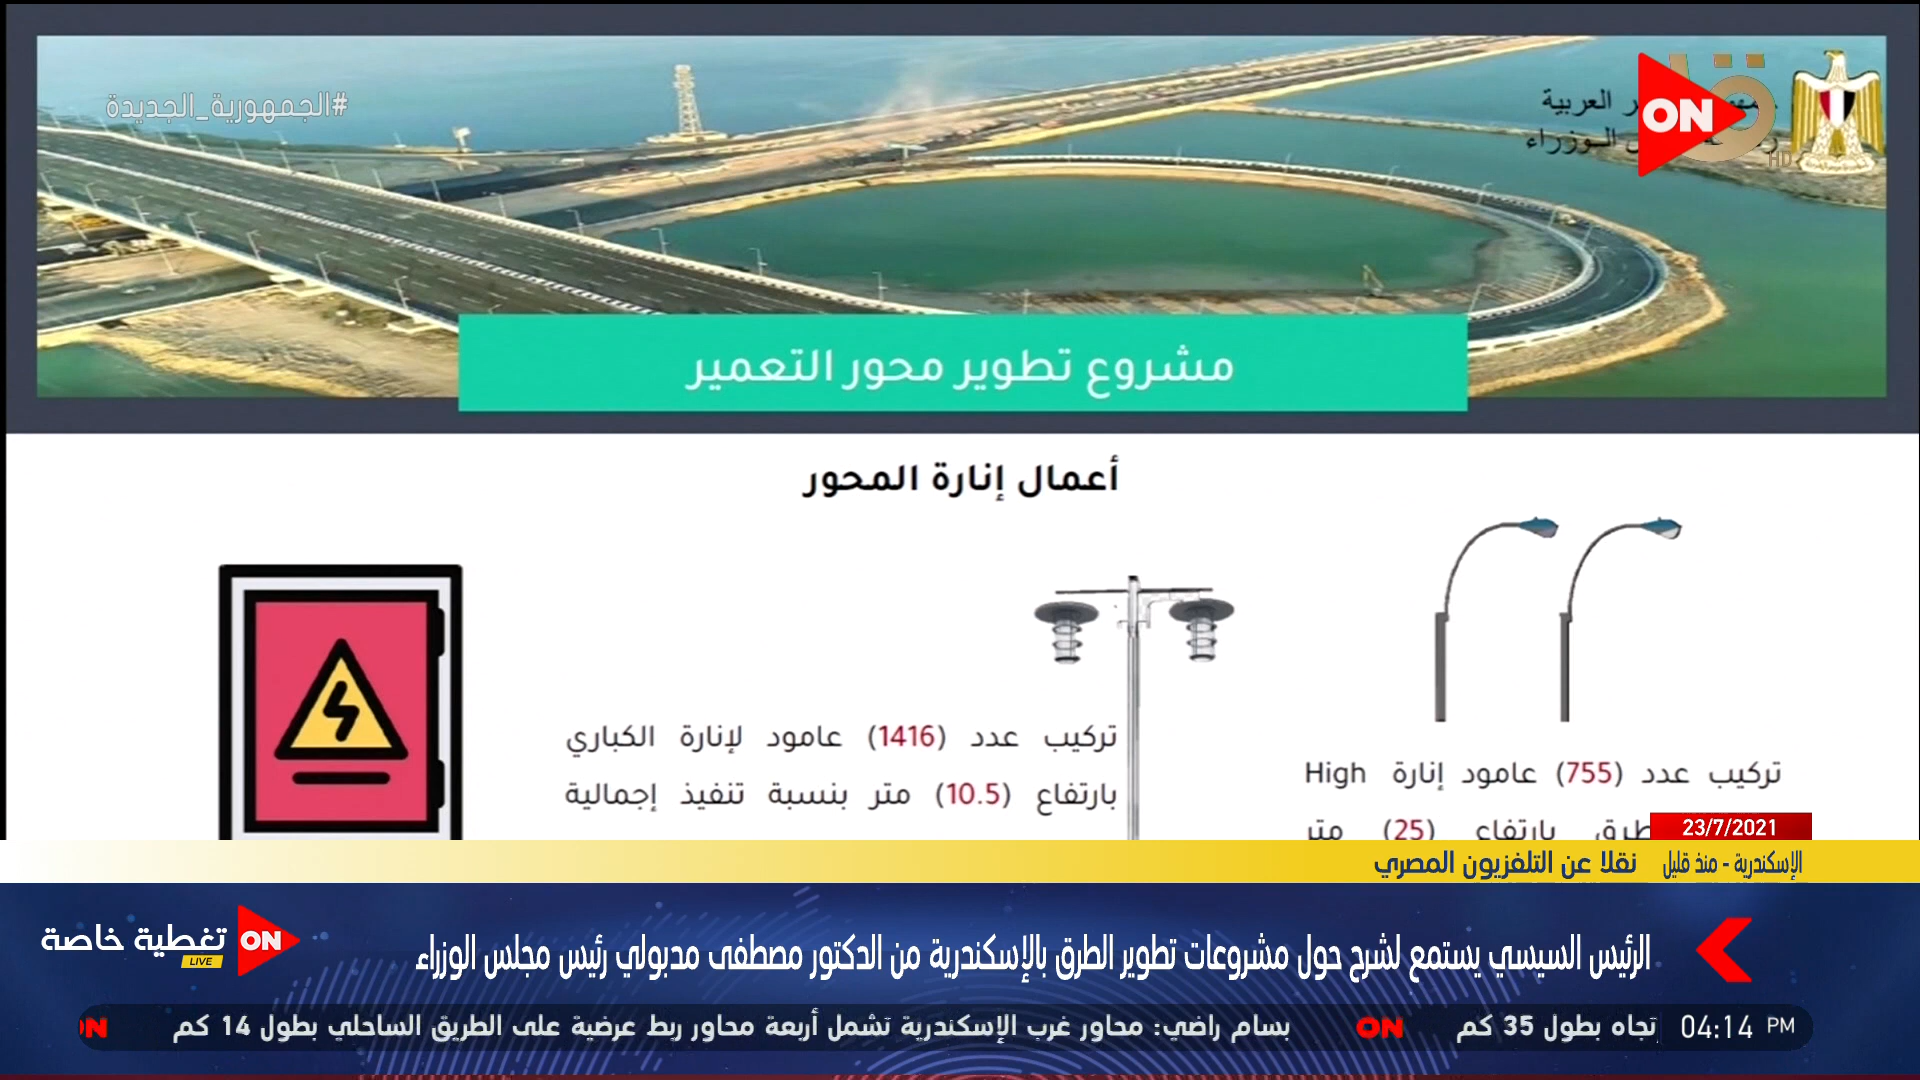 #الجمهورية_الجديدة
ر العربية
الـوزراء
ON
HD
مشروع تطوير محور التعمير
أعمال إنارة المحور
تركيب عدد (755) عامود إنارة High
بارتفاع (25) متر
تركيب عدد (1416) عامود لإنارة الكباري
بارتفاع (10.5) متر بنسبة تنفيذ إجمالية
23/7/2021
الإسكندرية - منذ قليل نقلا عن التلفزيون المصري
الرئيس السيسي يستمع لشرح حول مشروعات تطوير الطرق بالإسكندرية من الدكتور مصطفى مدبولي رئيس مجلس الوزراء
ON تغطية خاصة
LIVE
04:14 PM
تجاه بطول 35 كم ON بسام راضي: محاور غرب الإسكندرية تشمل أربعة محاور ربط عرضية على الطريق الساحلي بطول 14 كم ON